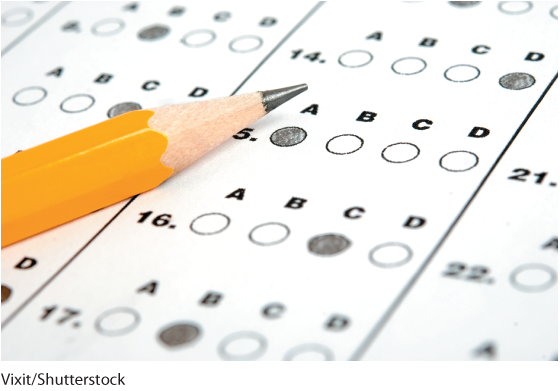 A B C D
14.
A B C D
A B C D
5.
A B C D
21.
16.
A B C D
D
22.
17.
A B C D
A
Vixit/Shutterstock